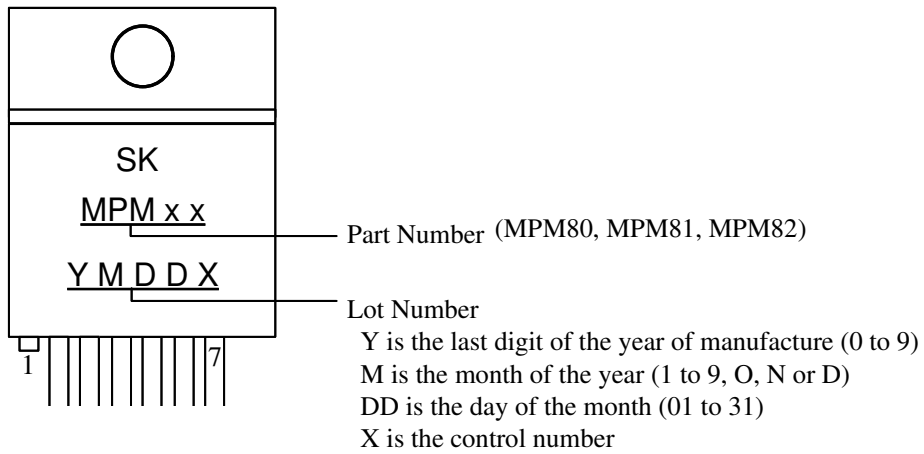 SK
MPM x x
Part Number (MPM80, MPM81, MPM82)
Y M D D X
Lot Number
Y is the last digit of the year of manufacture (0 to 9)
M is the month of the year (1 to 9, O, N or D)
DD is the day of the month (01 to 31)
X is the control number
1
7